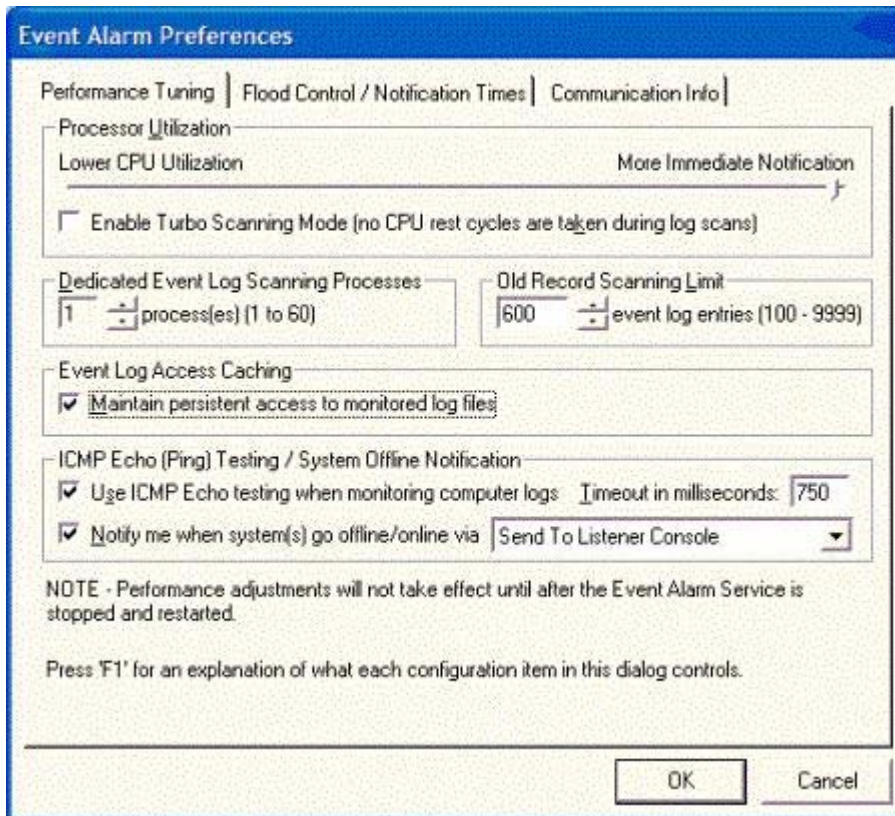 Event Alarm Preferences
Performance Tuning Flood Control / Notification Times Communication Info
Processor Utilization
Lower CPU Utilization More Immediate Notification
Enable Turbo Scanning Mode (no CPU rest cycles are taken during log scans)
Dedicated Event Log Scanning Processes Old Record Scanning Limit
1 process(es) (1 to 60) 600 event log entries (100 - 9999)
Event Log Access Caching
Maintain persistent access to monitored log files
ICMP Echo (Ping) Testing / System Offline Notification
Use ICMP Echo testing when monitoring computer logs Timeout in milliseconds: 750
Notify me when system(s) go offline/online via Send To Listener Console
NOTE - Performance adjustments will not take effect until after the Event Alarm Service is
stopped and restarted.
Press 'F1' for an explanation of what each configuration item in this dialog controls.
OK Cancel